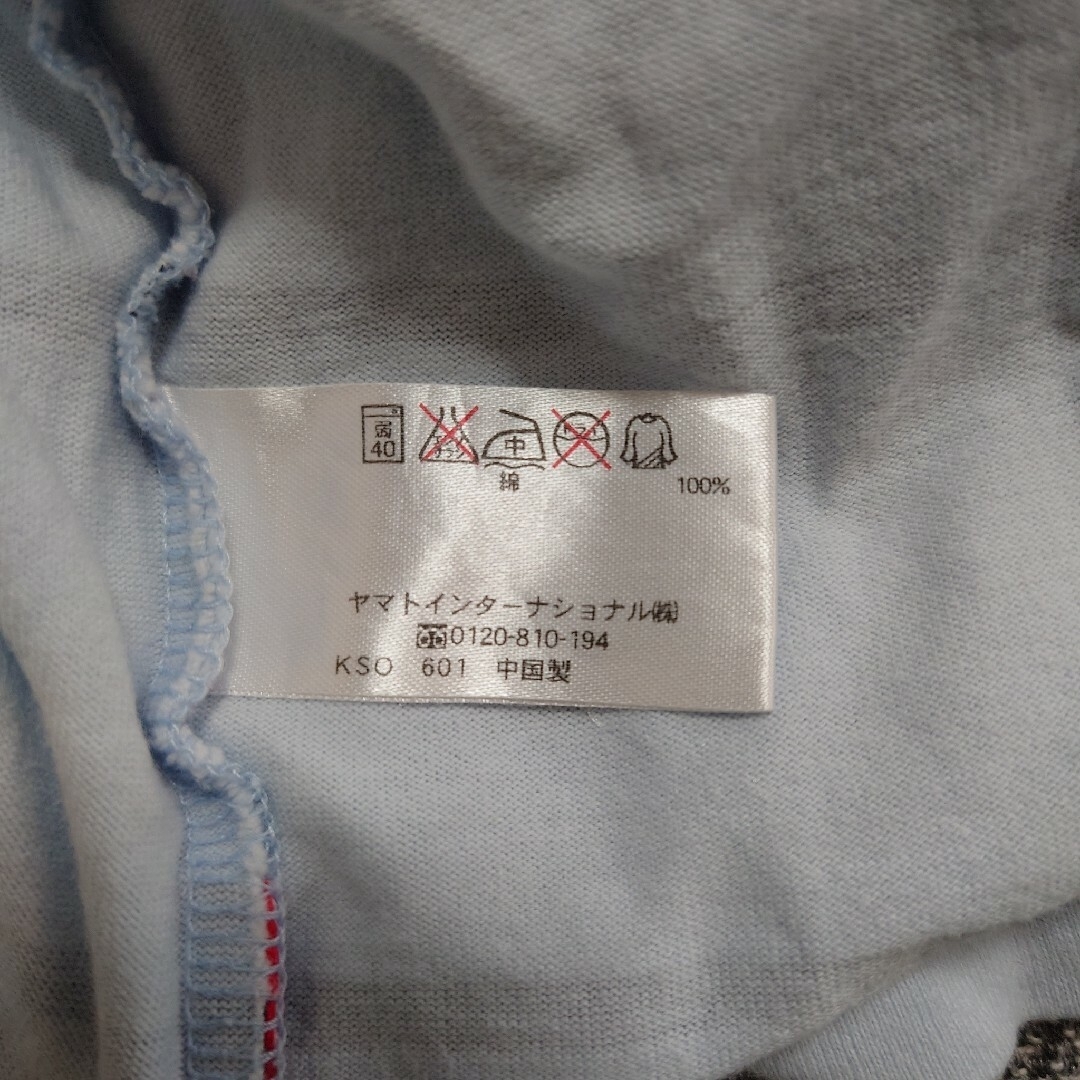 弱 40 中
綿 100%
ヤマトインターナショナル㈱
0120-810-194
KSO 601 中国製